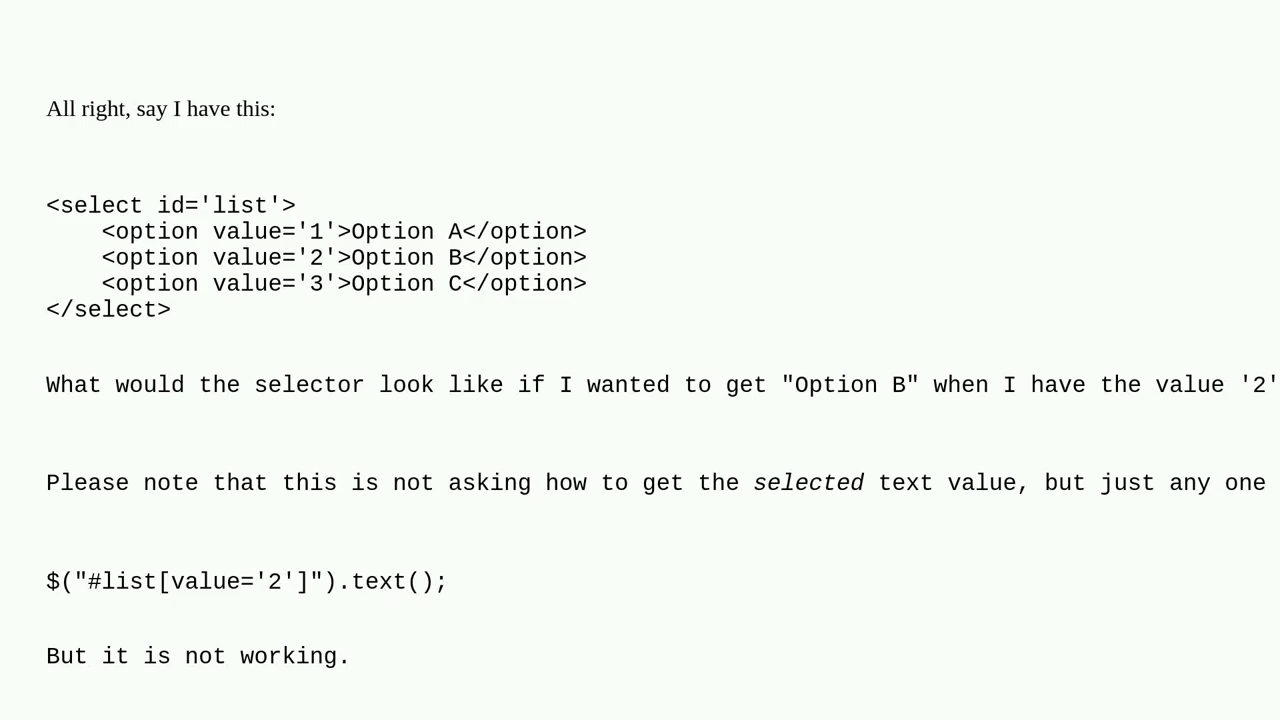 All right, say I have this:
<select id='list'>
    <option value='1'>Option A</option>
    <option value='2'>Option B</option>
    <option value='3'>Option C</option>
</select>
What would the selector look like if I wanted to get "Option B" when I have the value '2'
Please note that this is not asking how to get the selected text value, but just any one
$("#list[value='2']").text();
But it is not working.